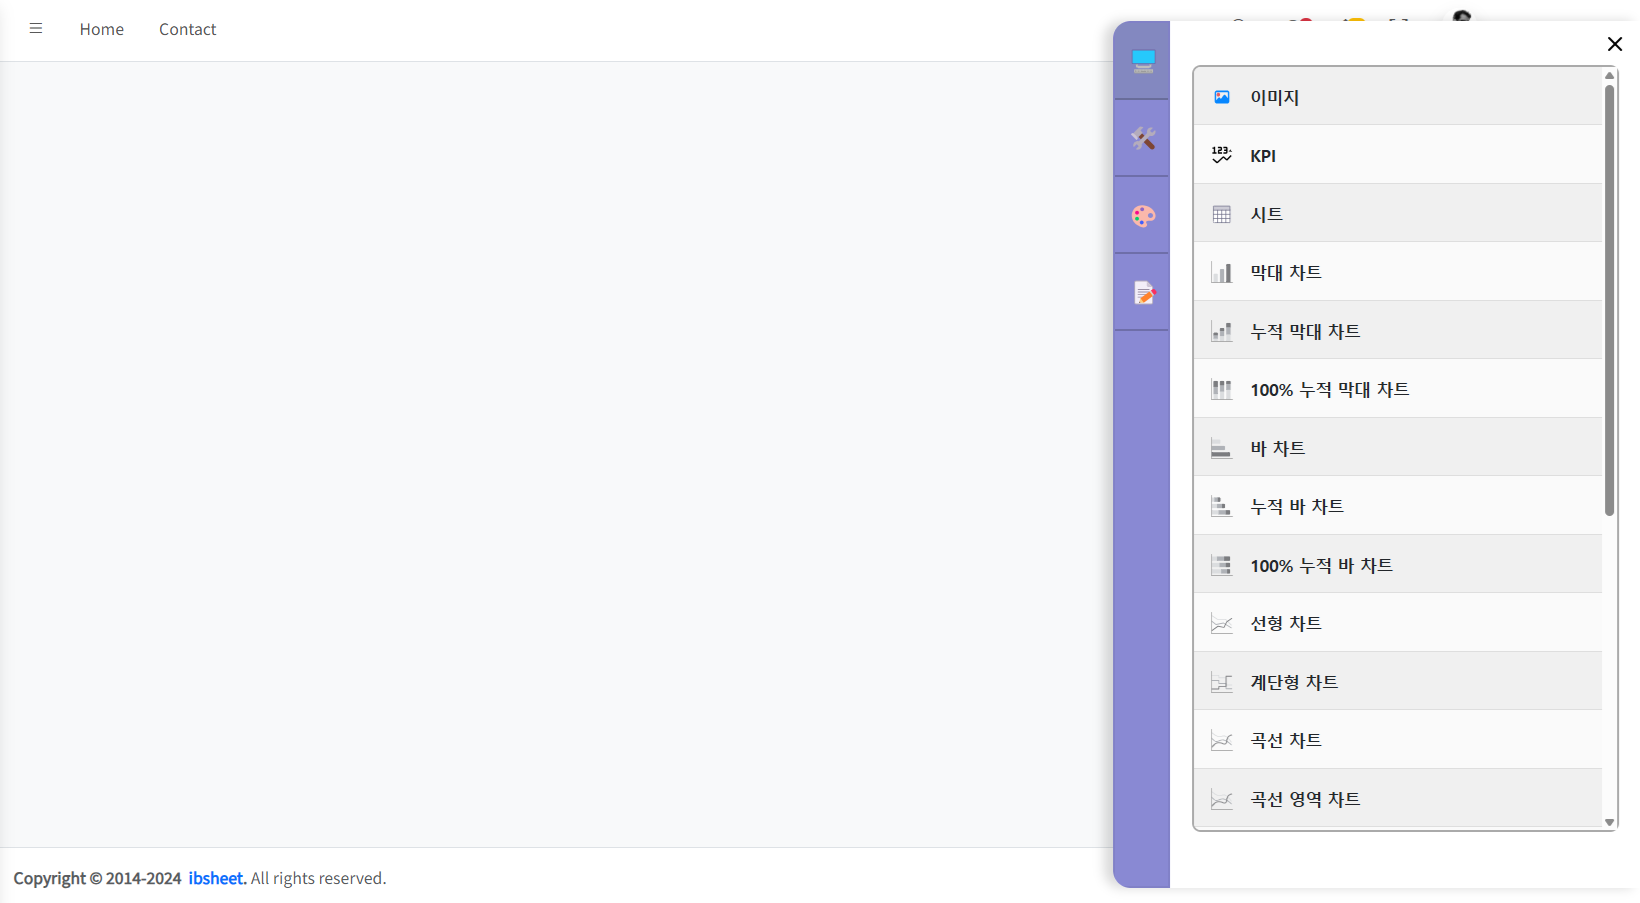 Home Contact
이미지
KPI
시트
막대 차트
누적 막대 차트
100% 누적 막대 차트
바 차트
누적 바 차트
100% 누적 바 차트
선형 차트
계단형 차트
곡선 차트
곡선 영역 차트
Copyright © 2014-2024 ibsheet. All rights reserved.